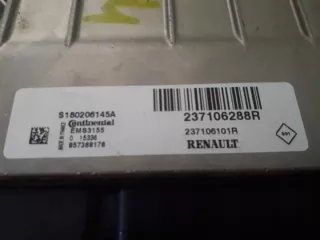 S180206145A
Continental
EMS3155
237106288R
237106101R
RENAULT